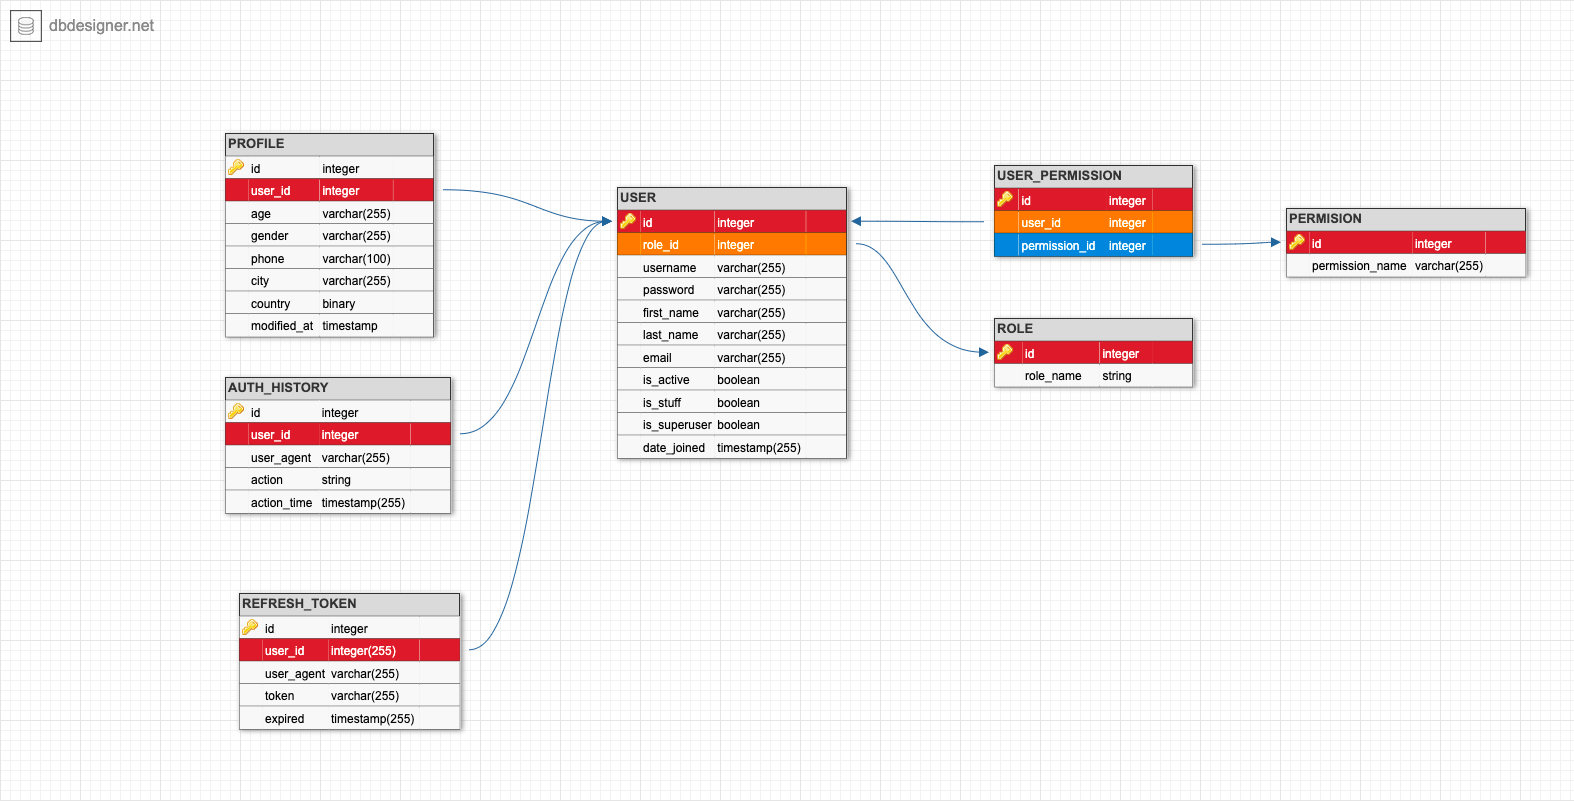 dbdesigner.net
PROFILE
id integer
user_id integer
age varchar(255)
gender varchar(255)
phone varchar(100)
city varchar(255)
country binary
modified_at timestamp
AUTH_HISTORY
id integer
user_id integer
user_agent varchar(255)
action string
action_time timestamp(255)
REFRESH_TOKEN
id integer
user_id integer(255)
user_agent varchar(255)
token varchar(255)
expired timestamp(255)
USER
id integer
role_id Integer
username varchar(255)
password varchar(255)
first_name varchar(255)
last_name varchar(255)
email varchar(255)
is_active boolean
is_stuff boolean
is_superuser boolean
date_joined timestamp(255)
USER_PERMISSION
id integer
user_id integer
permission_id integer
ROLE
id integer
role_name string
PERMISION
id integer
permission_name varchar(255)